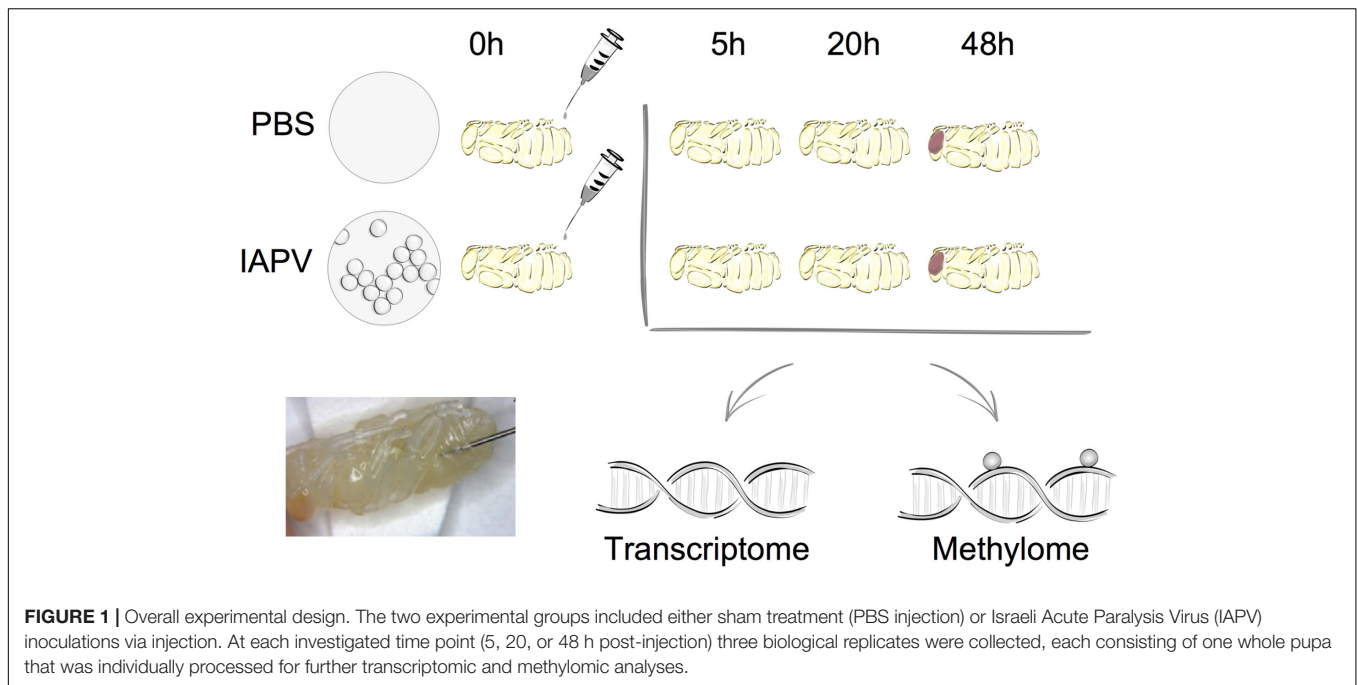 0h 5h 20h 48h
PBS
IAPV
Transcriptome Methylome
FIGURE 1 | Overall experimental design. The two experimental groups included either sham treatment (PBS injection) or Israeli Acute Paralysis Virus (IAPV)
inoculations via injection. At each investigated time point (5, 20, or 48 h post-injection) three biological replicates were collected, each consisting of one whole pupa
that was individually processed for further transcriptomic and methylomic analyses.